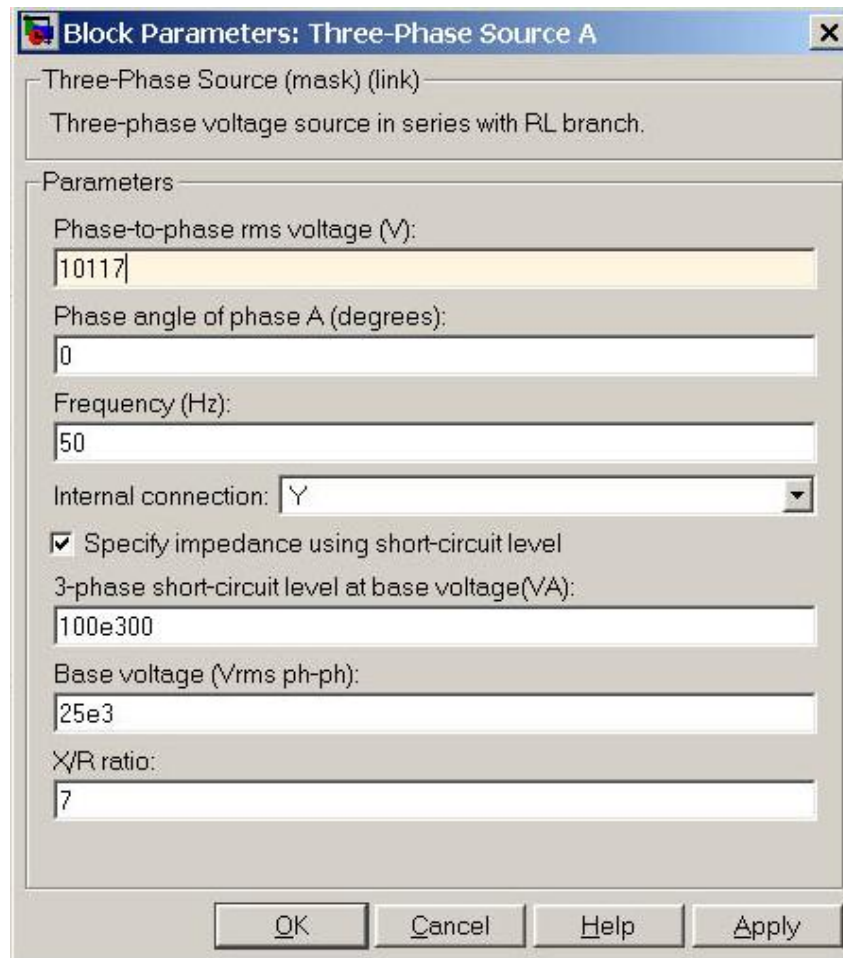 Block Parameters: Three-Phase Source A
Three-Phase Source (mask) (link)
Three-phase voltage source in series with RL branch.
Parameters
Phase-to-phase rms voltage (V):
10117
Phase angle of phase A (degrees):
0
Frequency (Hz):
50
Internal connection: Y
Specify impedance using short-circuit level
3-phase short-circuit level at base voltage(VA):
100e300
Base voltage (Vrms ph-ph):
25e3
X/R ratio:
7
OK Cancel Help Apply